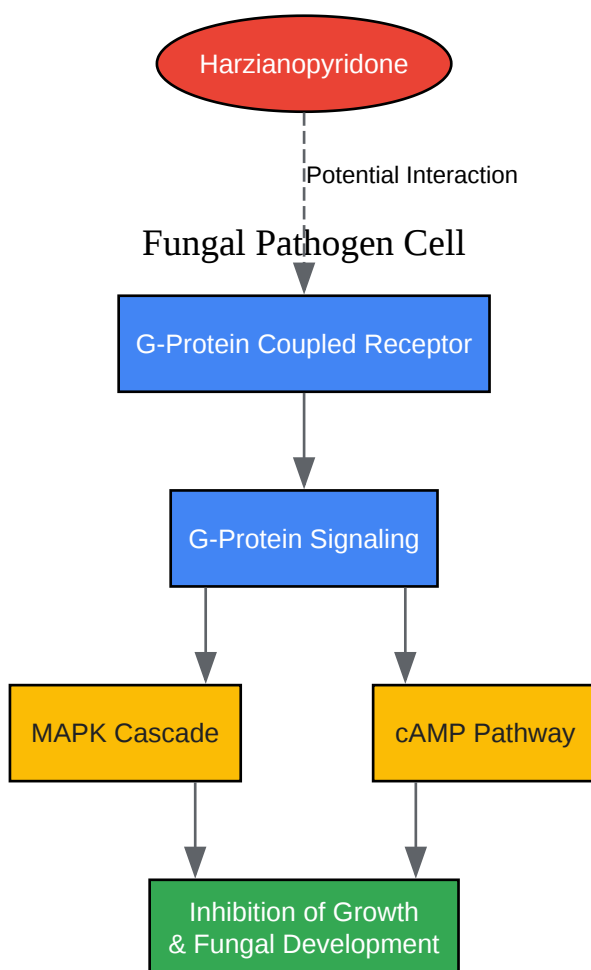 Harzianopyridone
Potential Interaction
Fungal Pathogen Cell
G-Protein Coupled Receptor
G-Protein Signaling
MAPK Cascade
cAMP Pathway
Inhibition of Growth
& Fungal Development